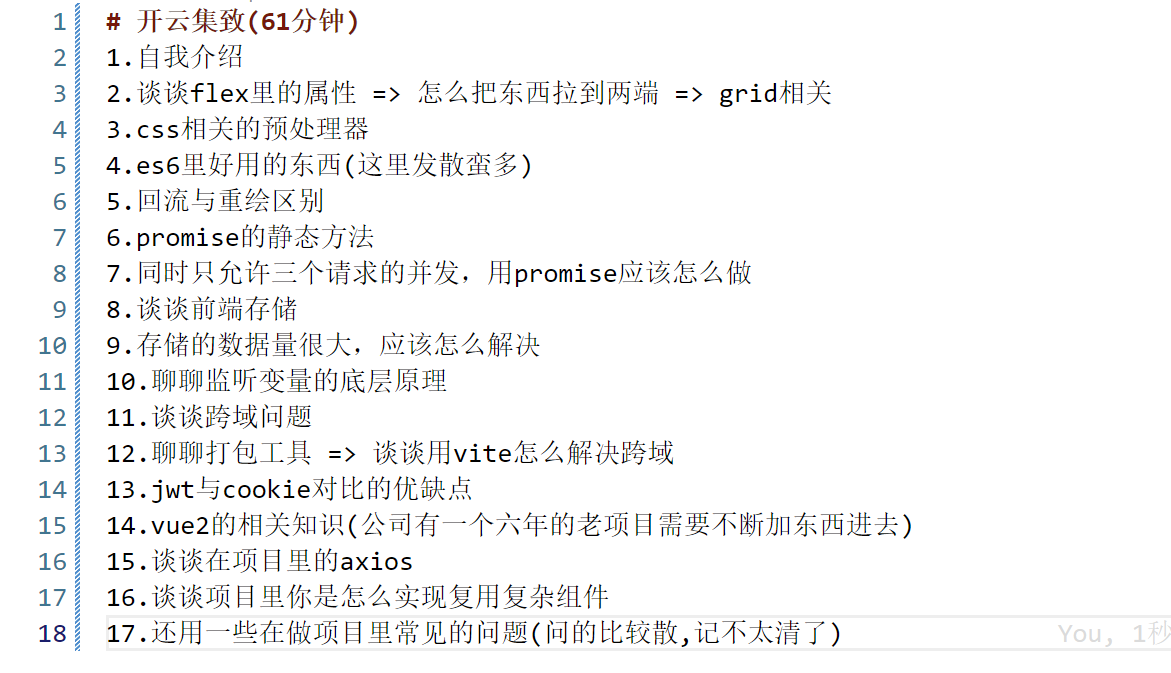 1 # 开云集致(61分钟)
2 1.自我介绍
3 2.谈谈flex里的属性 => 怎么把东西拉到两端 => grid相关
4 3.css相关的预处理器
5 4.es6里好用的东西(这里发散蛮多)
6 5.回流与重绘区别
7 6.promise的静态方法
8 7.同时只允许三个请求的并发，用promise应该怎么做
9 8.谈谈前端存储
10 9.存储的数据量很大，应该怎么解决
11 10.聊聊监听变量的底层原理
12 11.谈谈跨域问题
13 12.聊聊打包工具 => 谈谈用vite怎么解决跨域
14 13.jwt与cookie对比的优缺点
15 14.vue2的相关知识(公司有一个六年的老项目需要不断加东西进去)
16 15.谈谈在项目里的axios
17 16.谈谈项目里你是怎么实现复用复杂组件
18 17.还用一些在做项目里常见的问题(问的比较散,记不太清了) You, 1秒